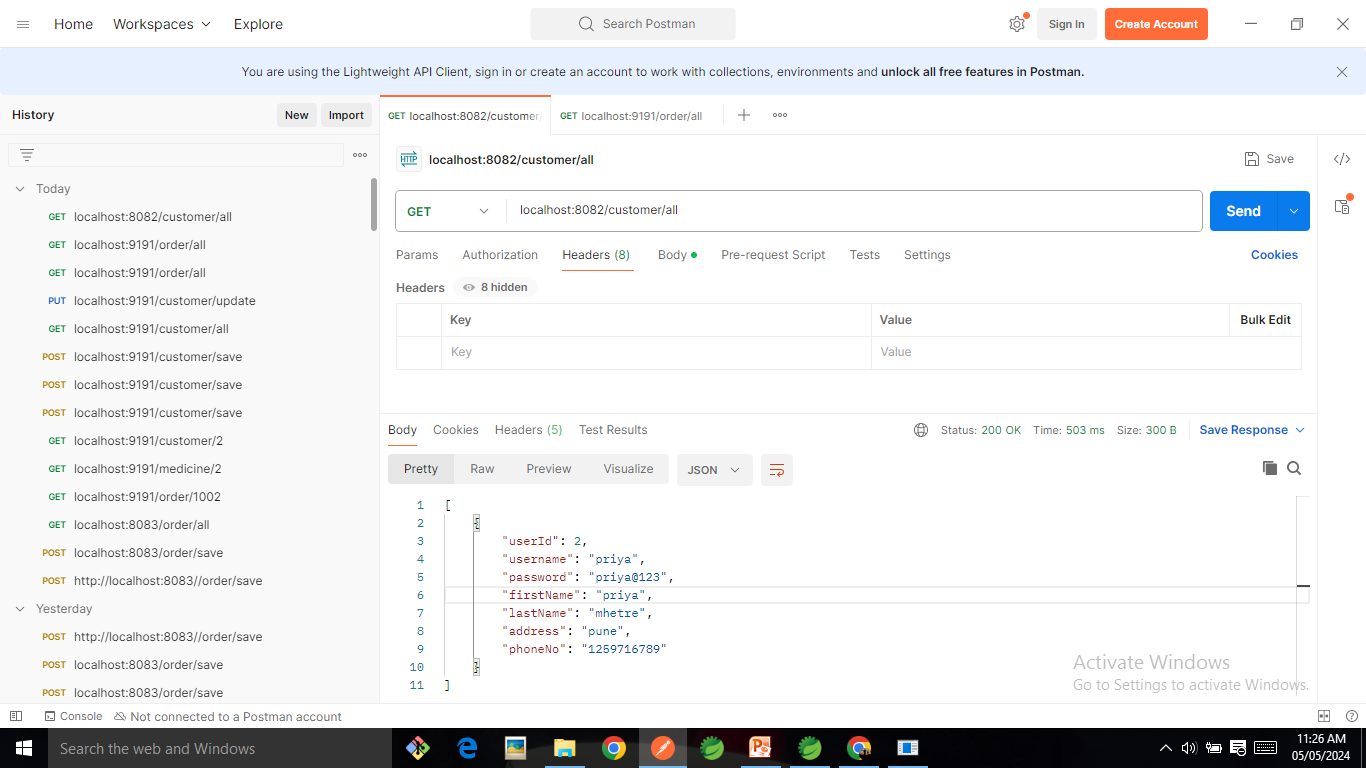 Home Workspaces Explore Search Postman Sign In Create Account
You are using the Lightweight API Client, sign in or create an account to work with collections, environments and unlock all free features in Postman.
History New Import
GET localhost:8082/customer GET localhost:9191/order/all
Today
GET localhost:8082/customer/all
GET localhost:9191/order/all
GET localhost:9191/order/all
PUT localhost:9191/customer/update
GET localhost:9191/customer/all
POST localhost:9191/customer/save
POST localhost:9191/customer/save
POST localhost:9191/customer/save
GET localhost:9191/customer/2
GET localhost:9191/medicine/2
GET localhost:9191/order/1002
GET localhost:8083/order/all
POST localhost:8083/order/save
POST http://localhost:8083//order/save
Yesterday
POST http://localhost:8083//order/save
POST localhost:8083/order/save
POST localhost:8083/order/save
HTTP localhost:8082/customer/all Save </>
GET localhost:8082/customer/all Send
Params Authorization Headers (8) Body Pre-request Script Tests Settings Cookies
Headers 8 hidden
Key Value Bulk Edit
Key Value
Body Cookies Headers (5) Test Results Status: 200 OK Time: 503 ms Size: 300 B Save Response
Pretty Raw Preview Visualize JSON
1 [
2 {
3 "userId": 2,
4 "username": "priya",
5 "password": "priya@123",
6 "firstName": "priya",
7 "lastName": "mhetre",
8 "address": "pune",
9 "phoneNo": "1259716789"
10 }
11 ]
Activate Windows
Go to Settings to activate Windows.
Console Not connected to a Postman account
Search the web and Windows
11:26 AM
05/05/2024